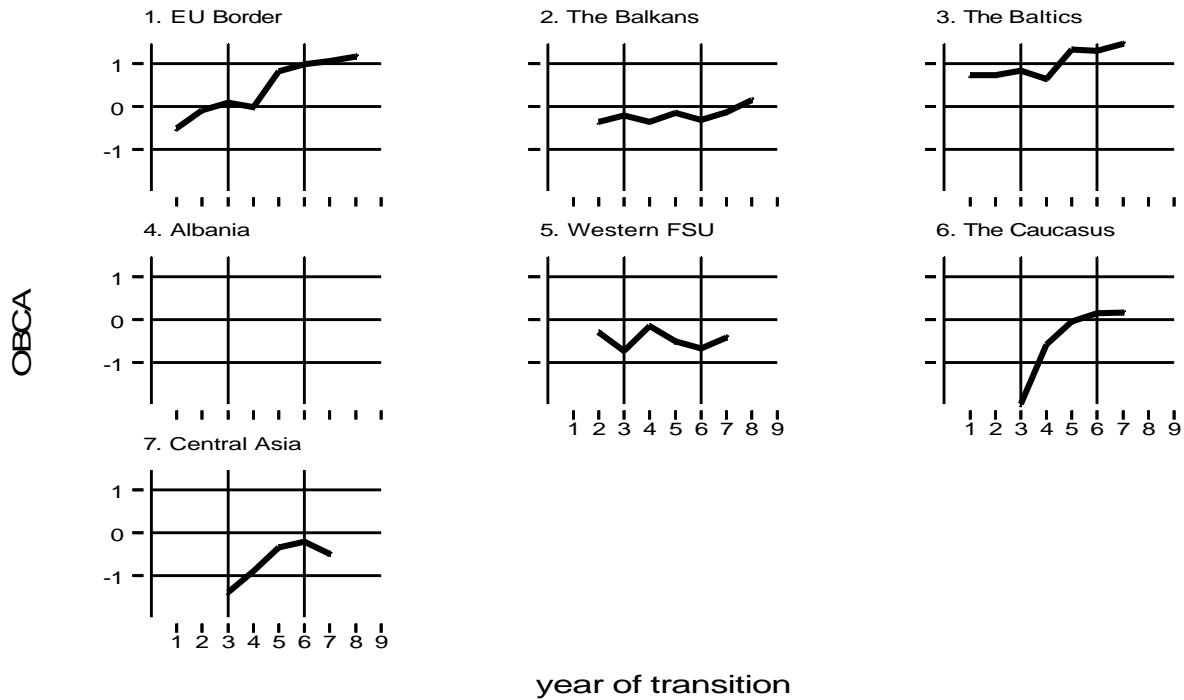 1. EU Border
2. The Balkans
3. The Baltics
1
0
-1
4. Albania
5. Western FSU
6. The Caucasus
OBCA
1
0
-1
1 2 3 4 5 6 7 8 9
1 2 3 4 5 6 7 8 9
7. Central Asia
1
0
-1
1 2 3 4 5 6 7 8 9
year of transition